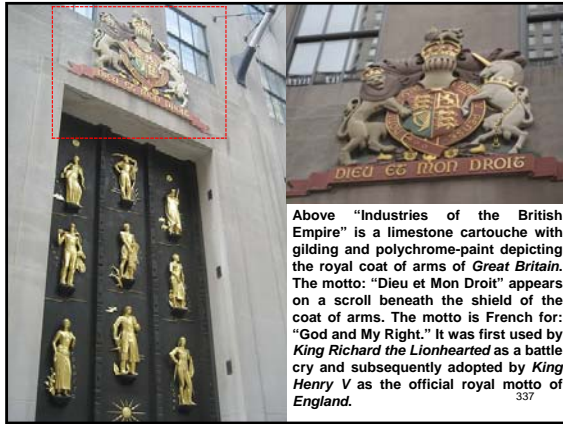 DIEU ET MON DROIT
DIEU ET MON DROIT
Above “Industries of the British
Empire” is a limestone cartouche with
gilding and polychrome-paint depicting
the royal coat of arms of Great Britain.
The motto: “Dieu et Mon Droit” appears
on a scroll beneath the shield of the
coat of arms. The motto is French for:
“God and My Right.” It was first used by
King Richard the Lionhearted as a battle
cry and subsequently adopted by King
Henry V as the official royal motto of
England.
337